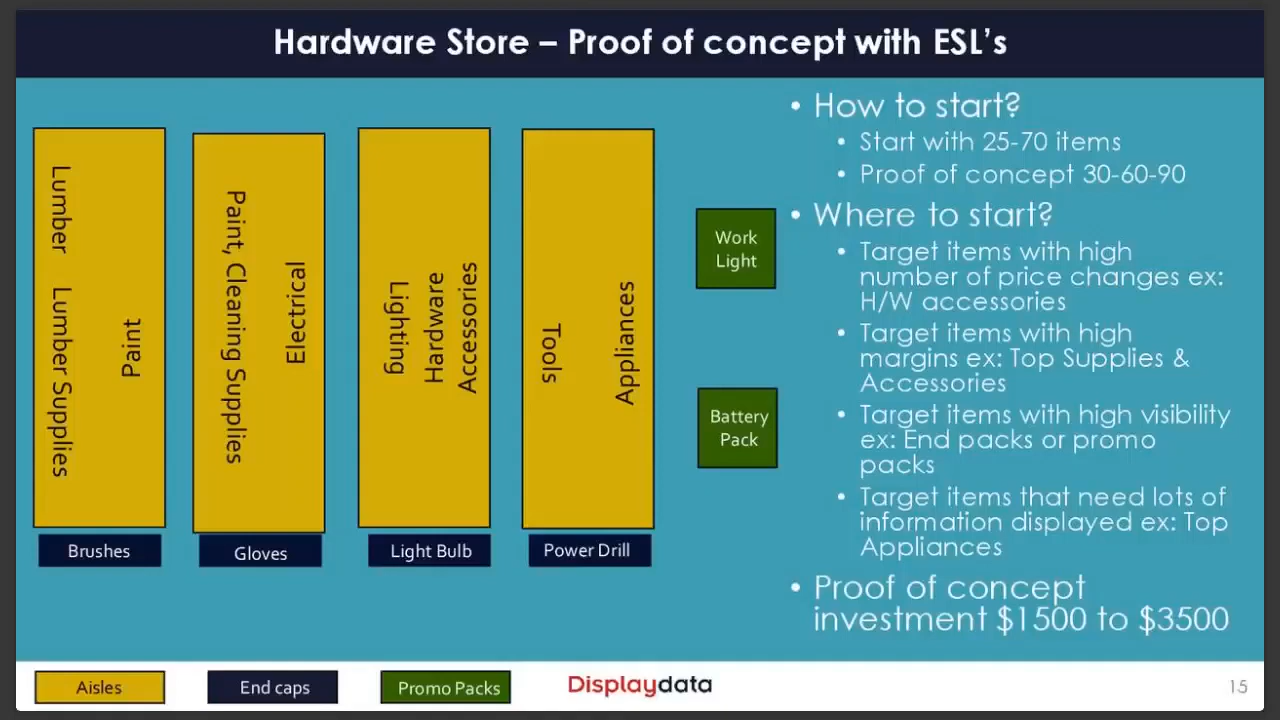 Hardware Store – Proof of concept with ESL's
Lumber
Lumber Supplies
Paint
Paint, Cleaning Supplies
Electrical
Lighting
Hardware
Accessories
Tools
Appliances
Brushes
Gloves
Light Bulb
Power Drill
Work
Light
Battery
Pack
• How to start?
• Start with 25-70 items
• Proof of concept 30-60-90
• Where to start?
• Target items with high
number of price changes ex:
H/W accessories
• Target items with high
margins ex: Top Supplies &
Accessories
• Target items with high visibility
ex: End packs or promo
packs
• Target items that need lots of
information displayed ex: Top
Appliances
• Proof of concept
investment $1500 to $3500
Aisles
End caps
Promo Packs
Displaydata
15